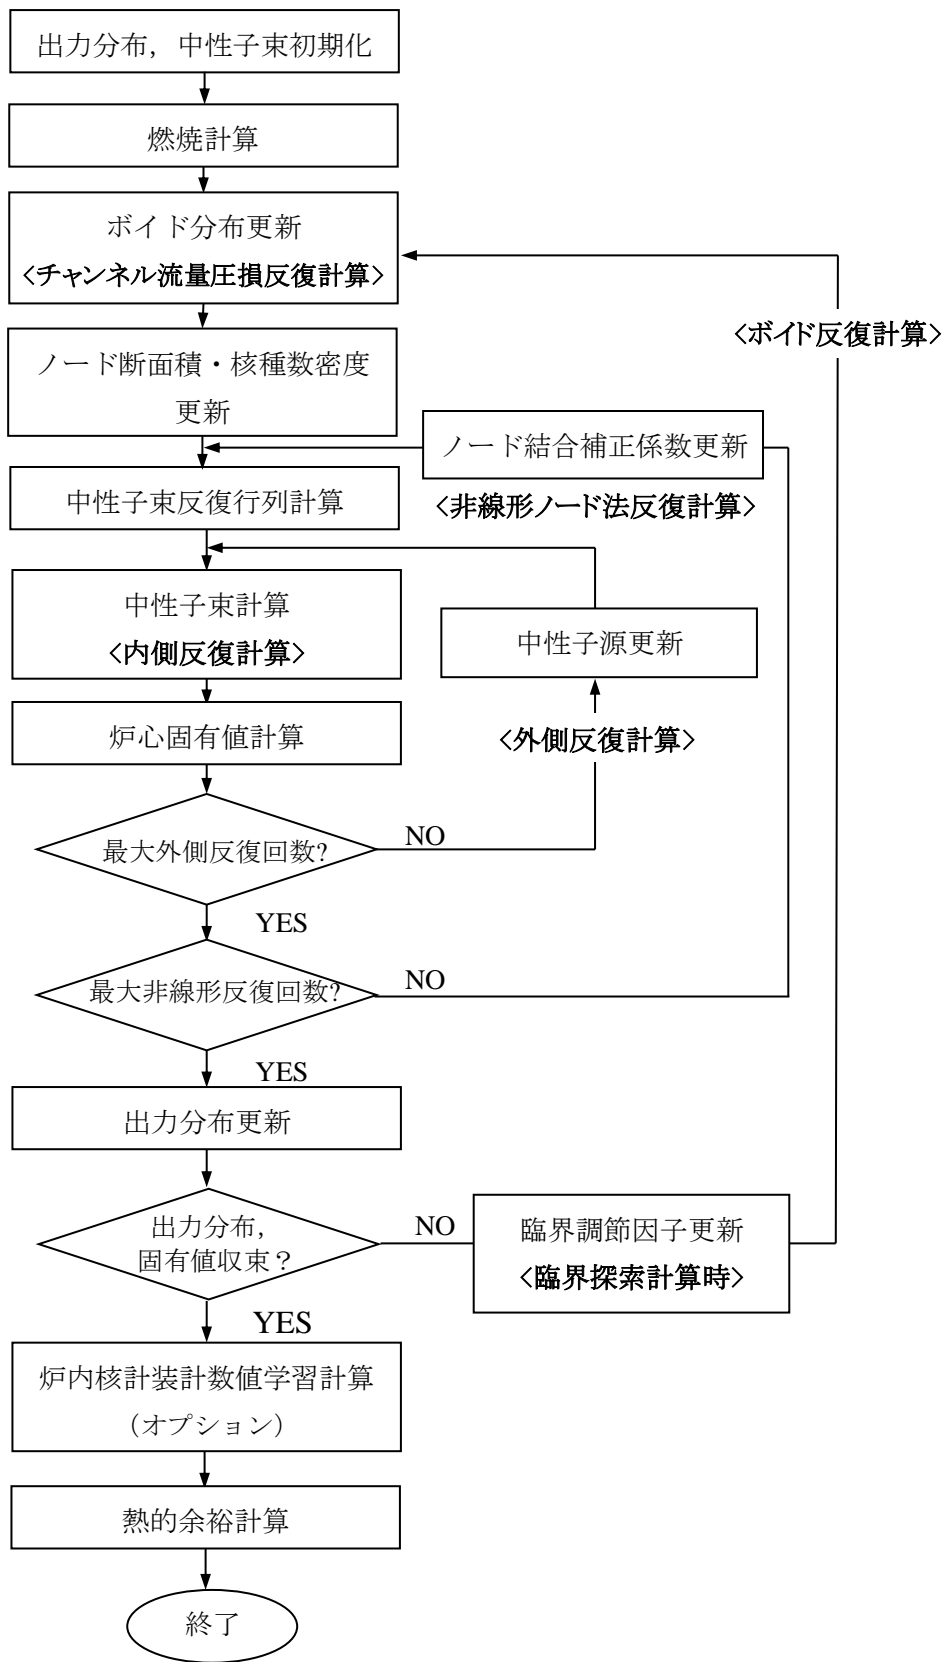 出力分布，中性子束初期化
燃焼計算
ボイド分布更新
<チャンネル流量圧損反復計算>
<ボイド反復計算>
ノード断面積・核種数密度
更新
ノード結合補正係数更新
<非線形ノード法反復計算>
中性子束反復行列計算
中性子束計算
<内側反復計算>
中性子源更新
<外側反復計算>
炉心固有値計算
最大外側反復回数?
NO
YES
最大非線形反復回数?
NO
YES
出力分布更新
出力分布，
固有値収束？
NO
臨界調節因子更新
<臨界探索計算時>
YES
炉内核計装計数値学習計算
（オプション）
熱的余裕計算
終了